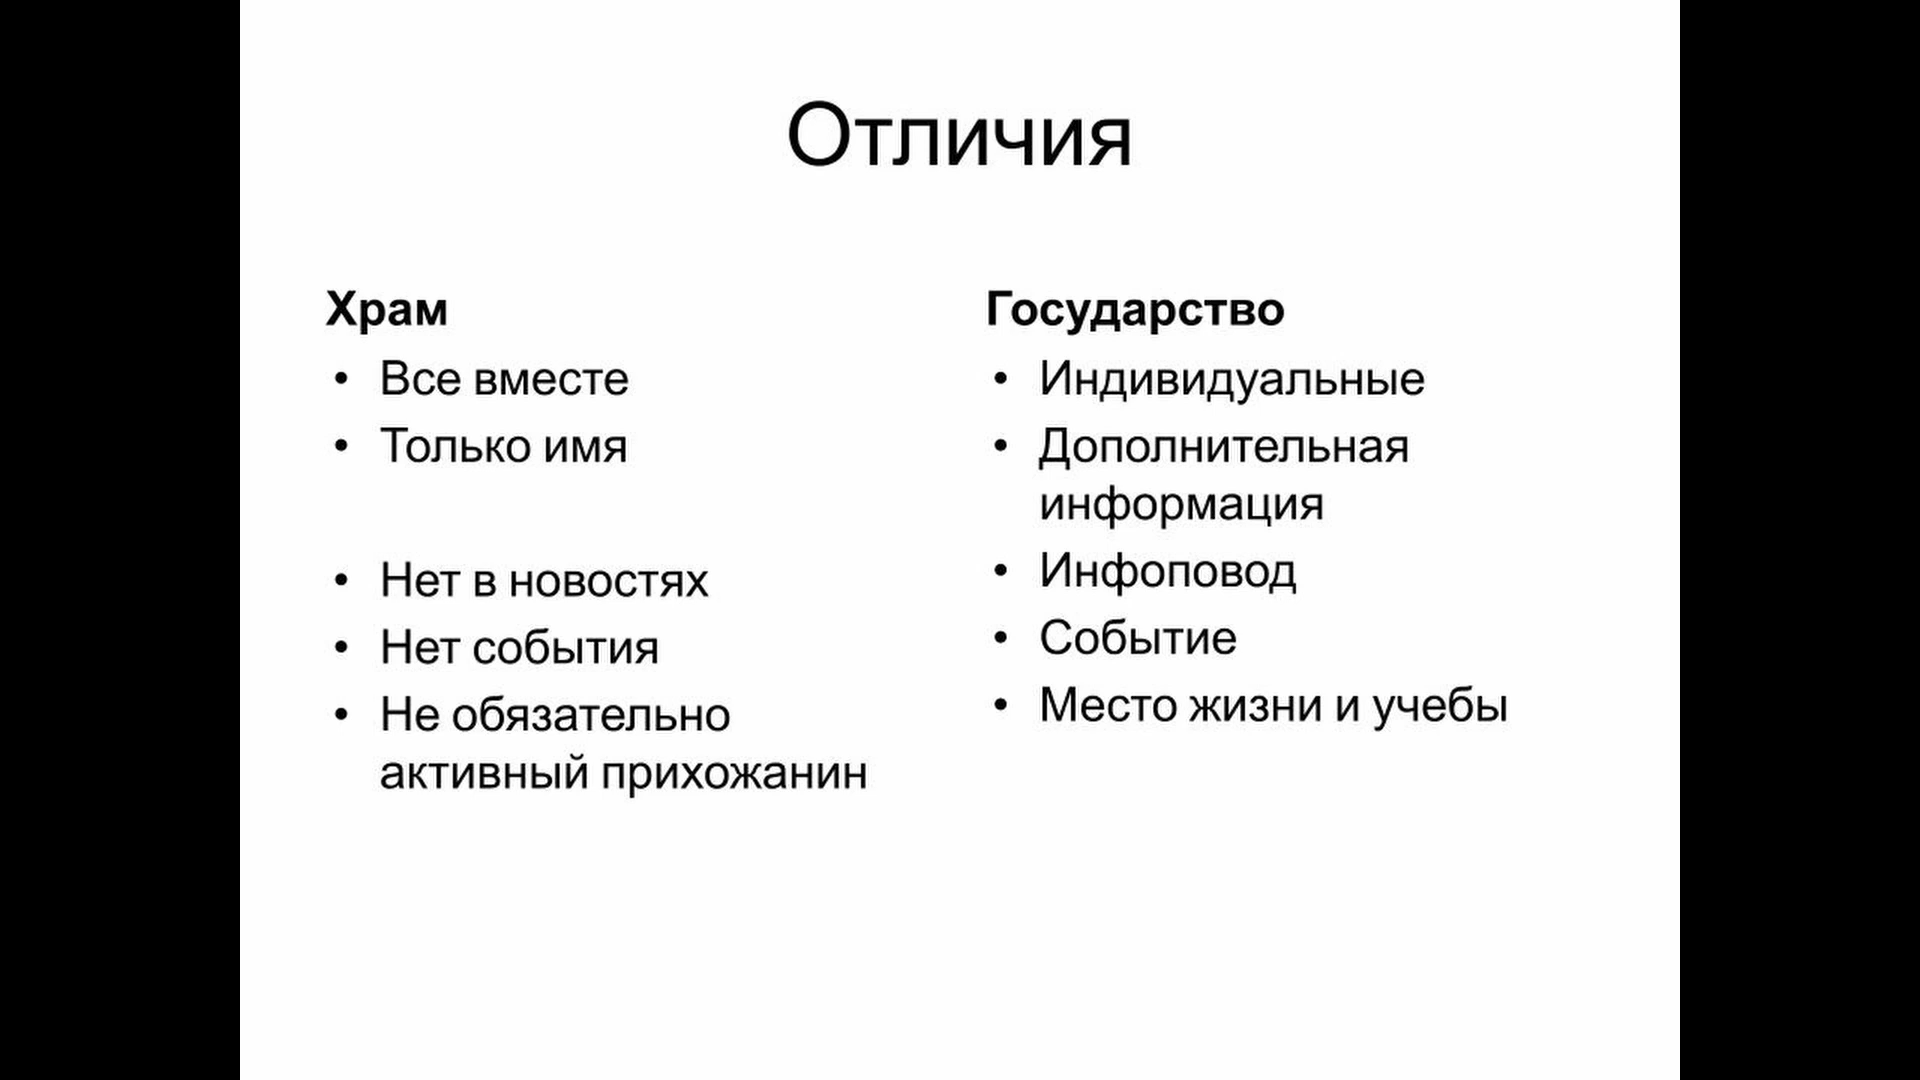 Отличия
Храм
• Все вместе
• Только имя
• Нет в новостях
• Нет события
• Не обязательно
активный прихожанин
Государство
• Индивидуальные
• Дополнительная
информация
• Инфоповод
• Событие
• Место жизни и учебы